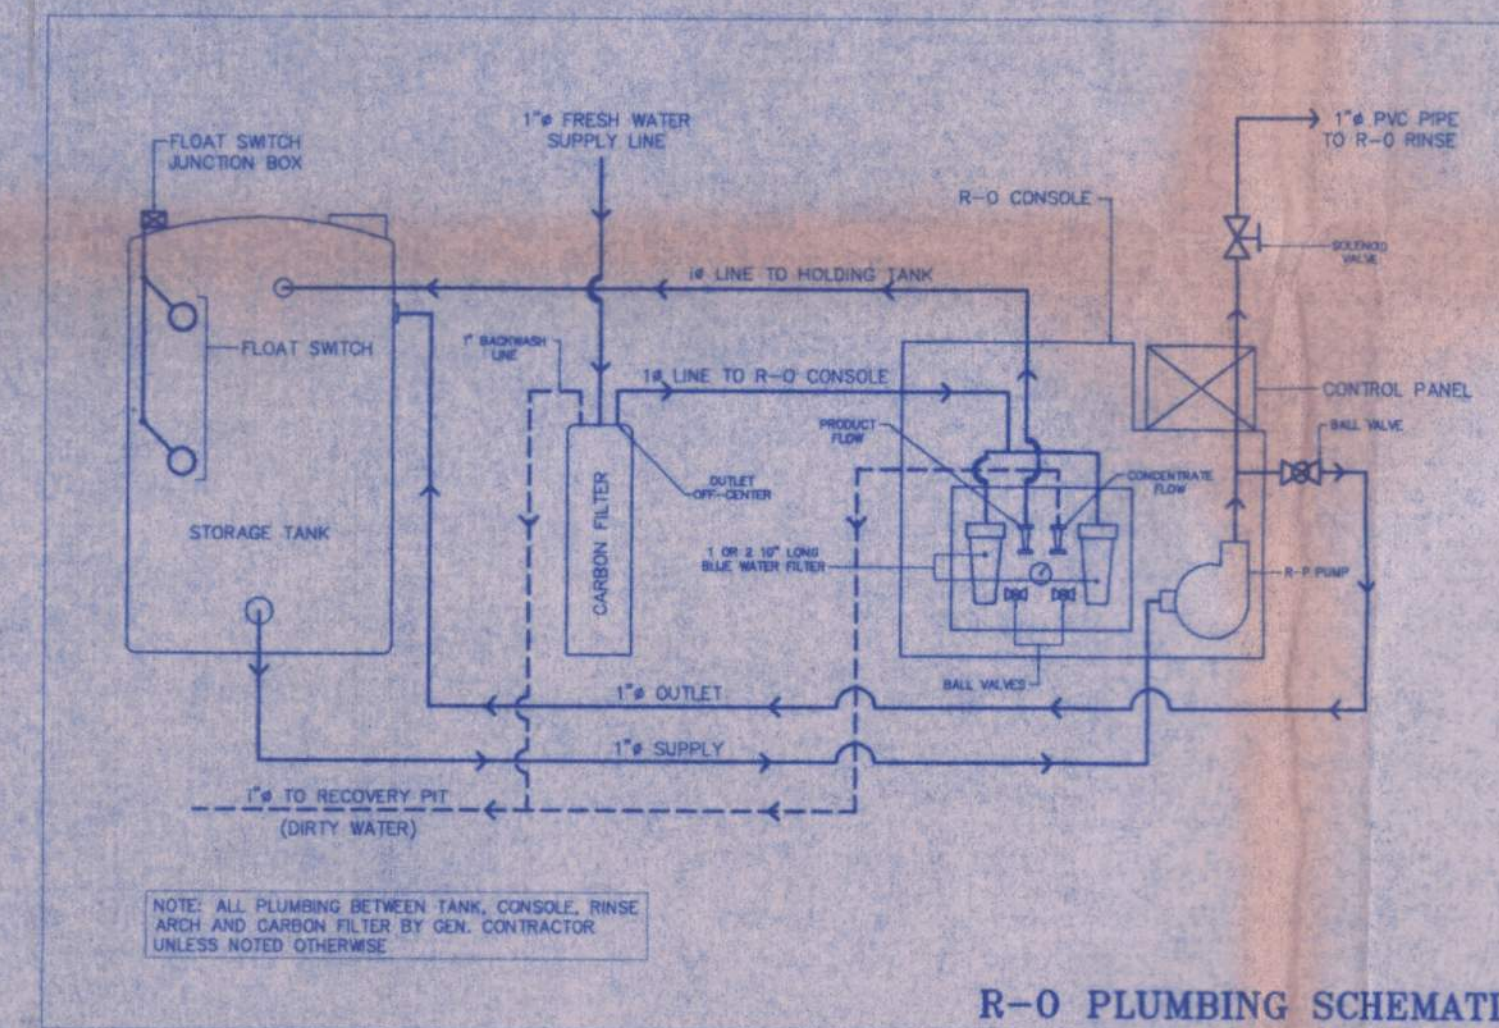 FLOAT SWITCH
JUNCTION BOX
1"ø FRESH WATER
SUPPLY LINE
1"ø PVC PIPE
TO R-O RINSE
R-O CONSOLE
SOLENOID
VALVE
1ø LINE TO HOLDING TANK
FLOAT SWITCH
1" BACKWASH
LINE
1ø LINE TO R-O CONSOLE
CONTROL PANEL
PRODUCT
FLOW
BALL VALVE
OUTLET
OFF-CENTER
CONCENTRATE
FLOW
STORAGE TANK
CARBON FILTER
1 OR 2 10" LONG
BLUE WATER FILTER
R-P PUMP
BALL VALVES
1"ø OUTLET
1"ø SUPPLY
1"ø TO RECOVERY PIT
(DIRTY WATER)
NOTE: ALL PLUMBING BETWEEN TANK, CONSOLE, RINSE
ARCH AND CARBON FILTER BY GEN. CONTRACTOR
UNLESS NOTED OTHERWISE
R-O PLUMBING SCHEMATI